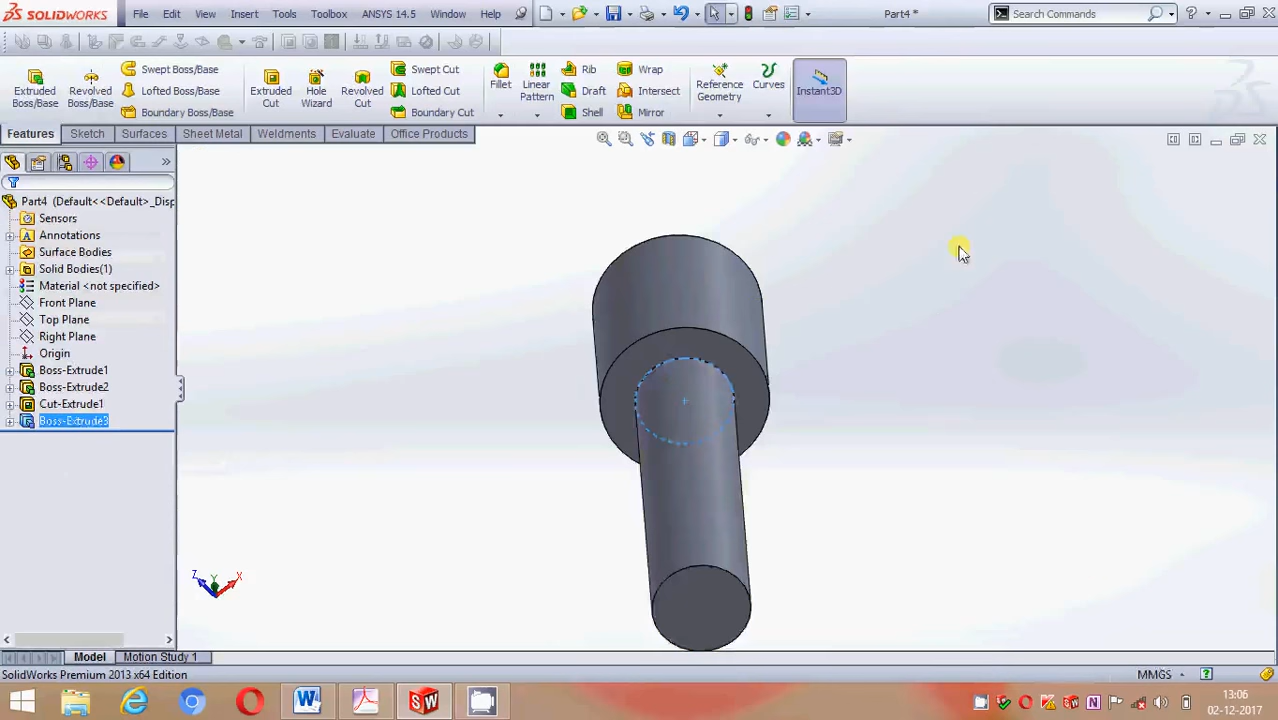 SOLIDWORKS File Edit View Insert Tools Toolbox ANSYS 14.5 Window Help Part4 * Search Commands
Extruded Boss/Base
Revolved Boss/Base
Swept Boss/Base
Lofted Boss/Base
Boundary Boss/Base
Extruded Cut
Hole Wizard
Revolved Cut
Swept Cut
Lofted Cut
Boundary Cut
Fillet
Linear Pattern
Rib
Draft
Shell
Wrap
Intersect
Mirror
Reference Geometry
Curves
Instant3D
Features Sketch Surfaces Sheet Metal Weldments Evaluate Office Products
Part4 (Default<<Default>_Disp
Sensors
Annotations
Surface Bodies
Solid Bodies(1)
Material <not specified>
Front Plane
Top Plane
Right Plane
Origin
Boss-Extrude1
Boss-Extrude2
Cut-Extrude1
Boss-Extrude3
Z Y X
Model Motion Study 1
SolidWorks Premium 2013 x64 Edition MMGS
13:06
02-12-2017